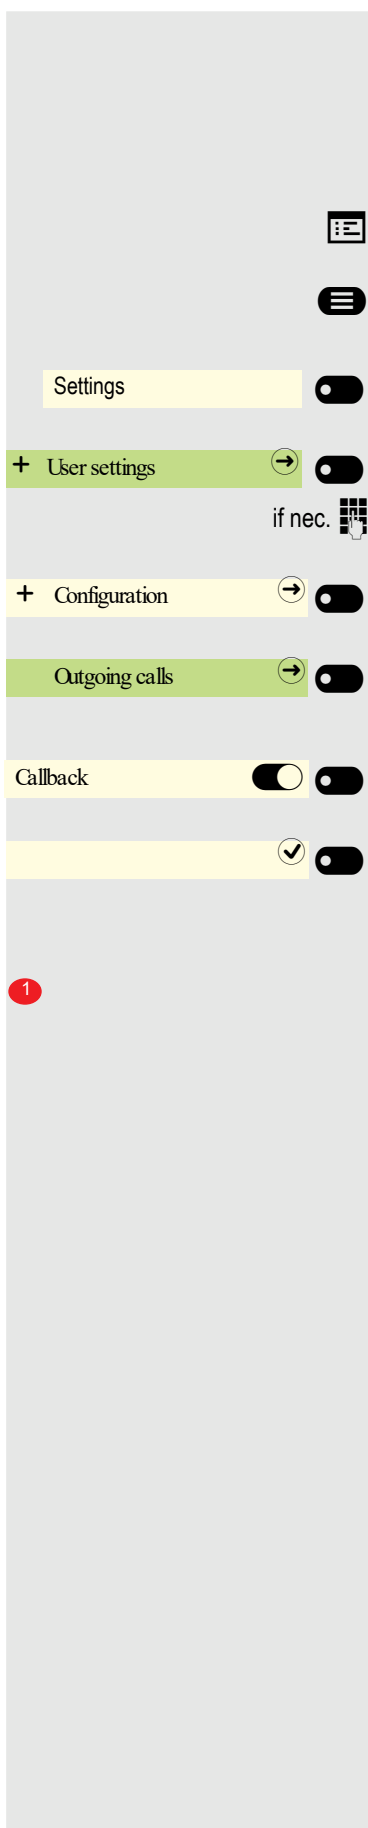 Settings
+ User settings
if nec.
+ Configuration
Outgoing calls
Callback
1